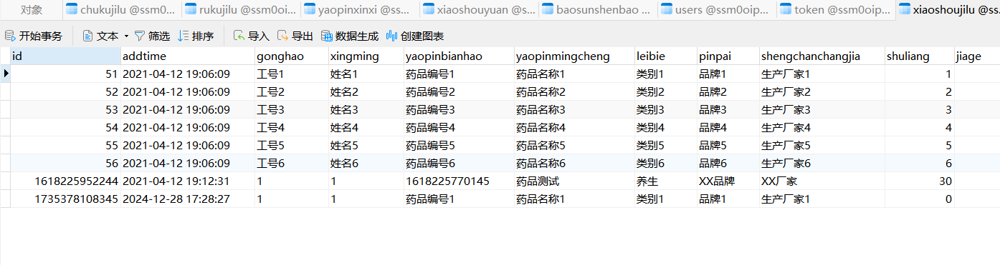 对象 chukujilu @ssm0... rukujilu @ssm0oi... yaopinxinxi @ss... xiaoshouyuan @... baosunshenbao ... users @ssm0oip... token @ssm0oip... xiaoshoujilu @ss...
开始事务 文本 筛选 排序 导入 导出 数据生成 创建图表
id addtime gonghao xingming yaopinbianhao yaopinmingcheng leibie pinpai shengchanchangjia shuliang jiage
51 2021-04-12 19:06:09 工号1 姓名1 药品编号1 药品名称1 类别1 品牌1 生产厂家1 1
52 2021-04-12 19:06:09 工号2 姓名2 药品编号2 药品名称2 类别2 品牌2 生产厂家2 2
53 2021-04-12 19:06:09 工号3 姓名3 药品编号3 药品名称3 类别3 品牌3 生产厂家3 3
54 2021-04-12 19:06:09 工号4 姓名4 药品编号4 药品名称4 类别4 品牌4 生产厂家4 4
55 2021-04-12 19:06:09 工号5 姓名5 药品编号5 药品名称5 类别5 品牌5 生产厂家5 5
56 2021-04-12 19:06:09 工号6 姓名6 药品编号6 药品名称6 类别6 品牌6 生产厂家6 6
1618225952244 2021-04-12 19:12:31 1 1 1618225770145 药品测试 养生 XX品牌 XX厂家 30
1735378108345 2024-12-28 17:28:27 1 1 药品编号1 药品名称1 类别1 品牌1 生产厂家1 0